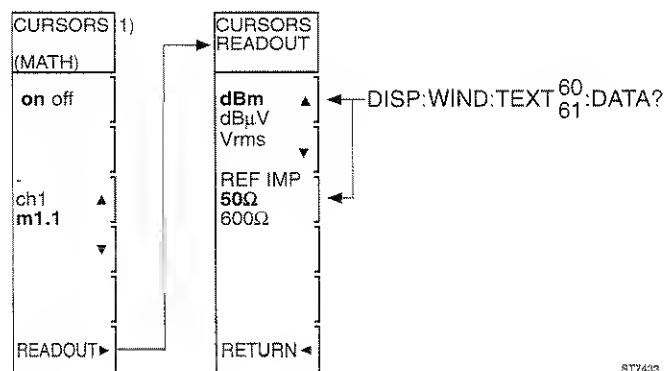 CURSORS 1)
(MATH)
on off
-
ch1 ▲
m1.1
▼
READOUT▶
CURSORS
READOUT
dBm ▲
dBµV
Vrms ▼
REF IMP
50Ω
600Ω
RETURN◀
DISP:WIND:TEXT 60 :DATA?
61
ST7433